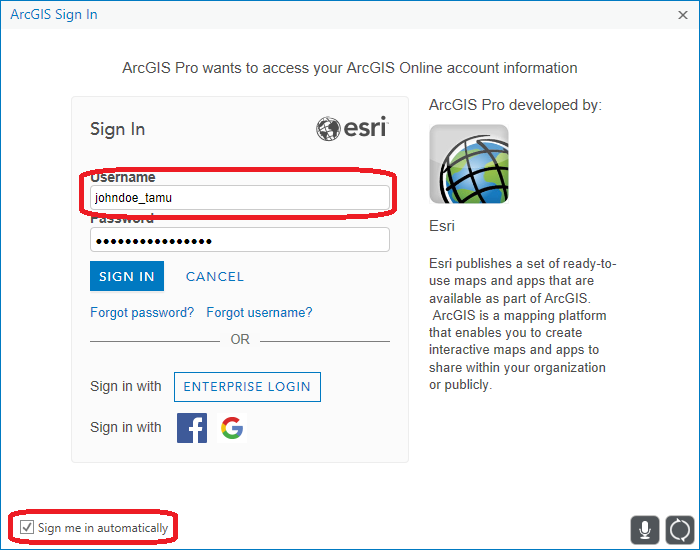 ArcGIS Sign In
ArcGIS Pro wants to access your ArcGIS Online account information
Sign In
esri
Username
johndoe_tamu
Password
●●●●●●●●●●●●●●●●
SIGN IN
CANCEL
Forgot password?
Forgot username?
OR
Sign in with
ENTERPRISE LOGIN
Sign in with
ArcGIS Pro developed by:
Esri
Esri publishes a set of ready-to-
use maps and apps that are
available as part of ArcGIS.
ArcGIS is a mapping platform
that enables you to create
interactive maps and apps to
share within your organization
or publicly.
Sign me in automatically